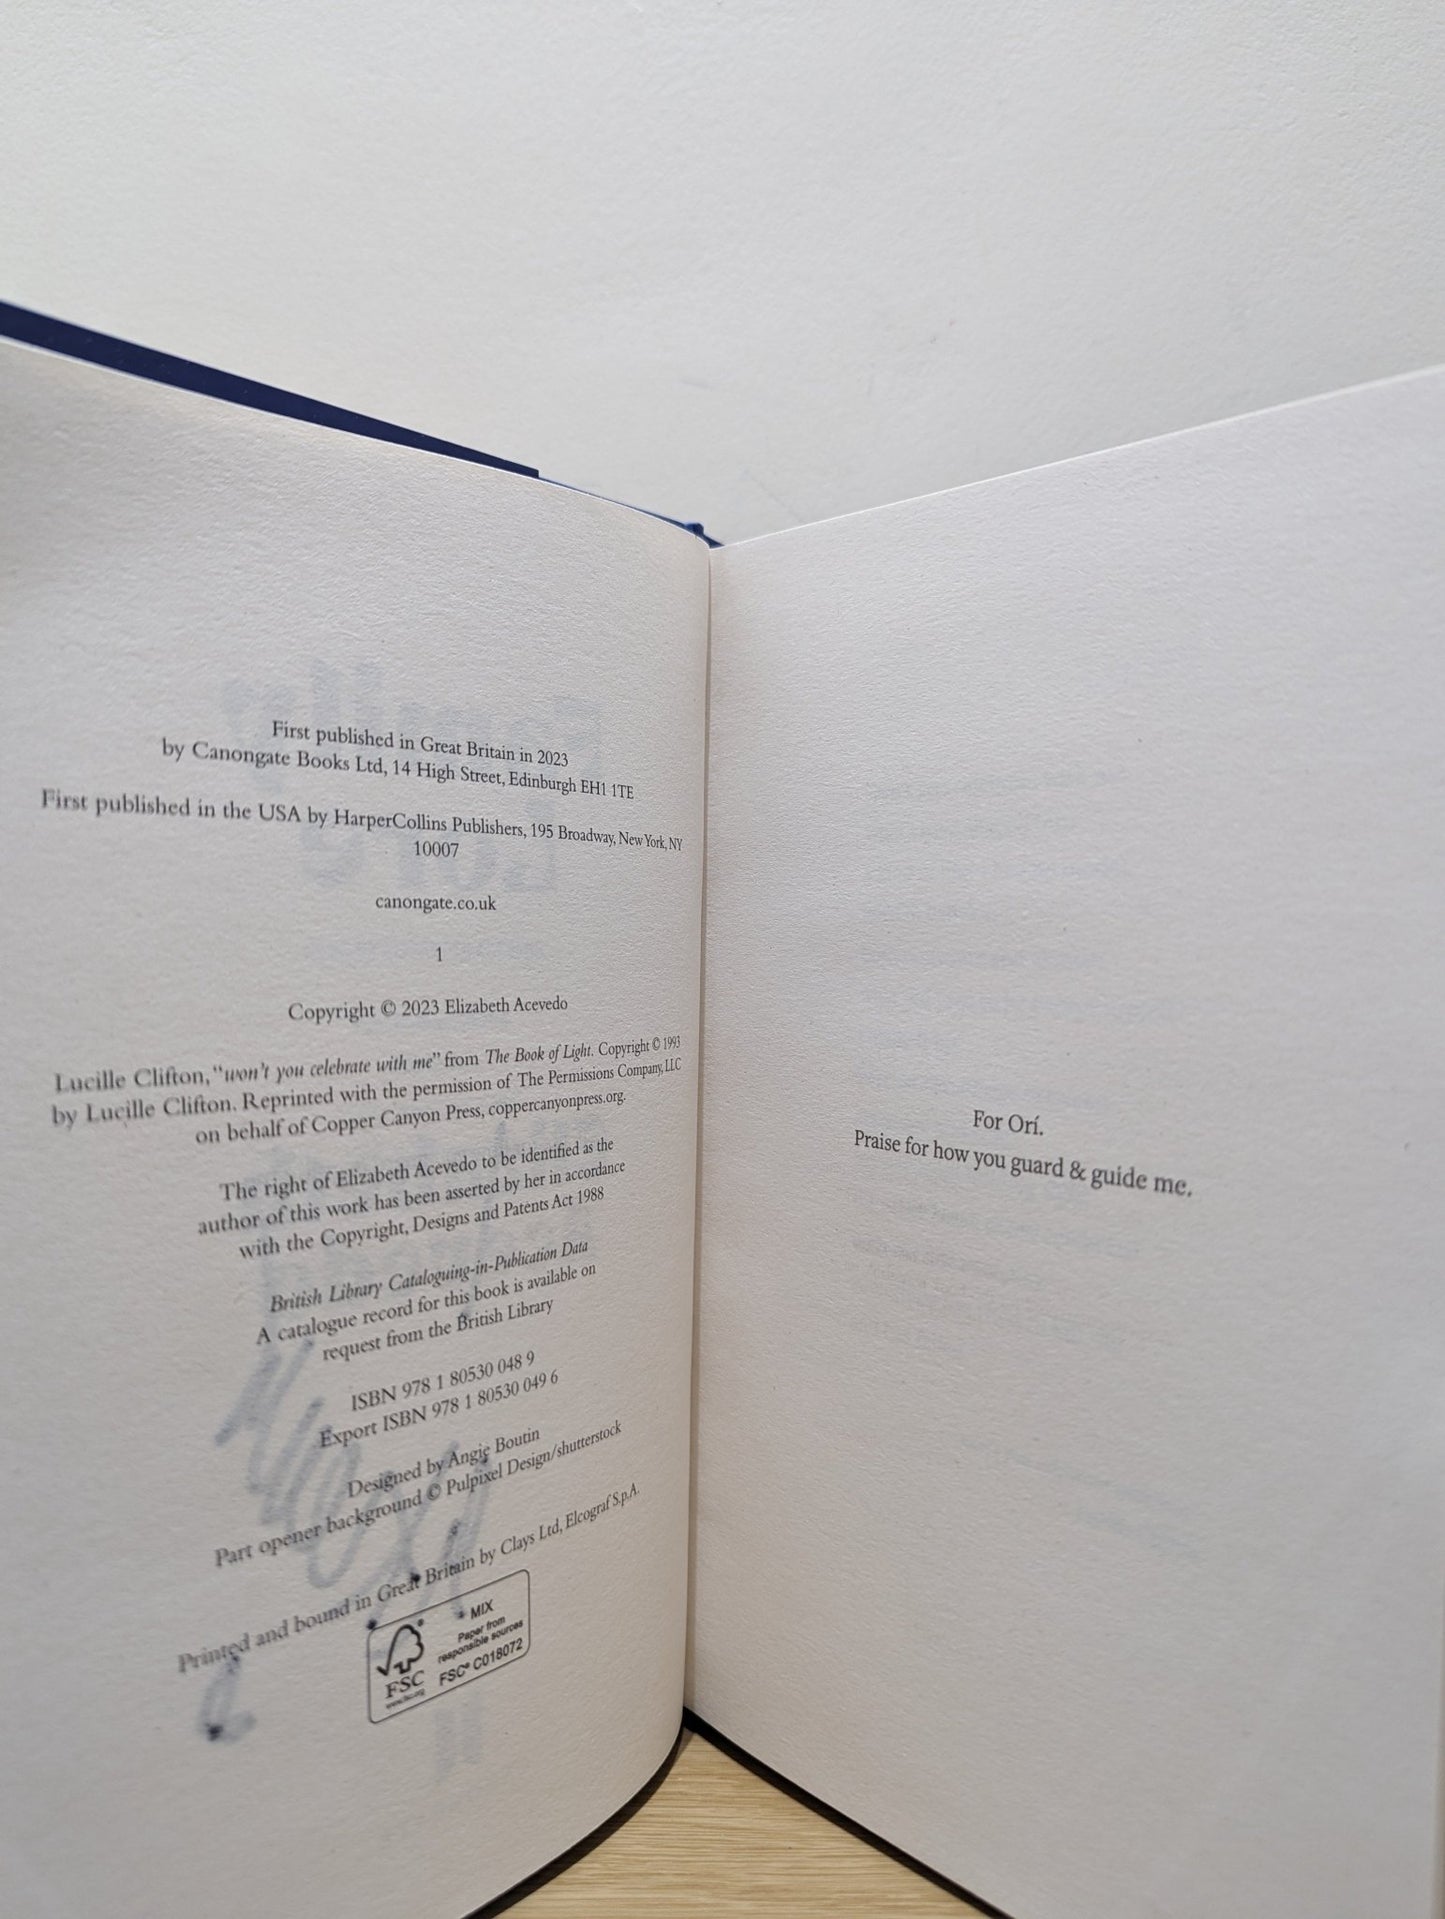 First published in Great Britain in 2023
by Canongate Books Ltd, 14 High Street, Edinburgh EH1 1TE
First published in the USA by HarperCollins Publishers, 195 Broadway, New York, NY
10007
canongate.co.uk
1
Copyright © 2023 Elizabeth Acevedo
Lucille Clifton, “won’t you celebrate with me” from The Book of Light. Copyright © 1993
by Lucille Clifton. Reprinted with the permission of The Permissions Company, LLC
on behalf of Copper Canyon Press, coppercanyonpress.org.
The right of Elizabeth Acevedo to be identified as the
author of this work has been asserted by her in accordance
with the Copyright, Designs and Patents Act 1988
British Library Cataloguing-in-Publication Data
A catalogue record for this book is available on
request from the British Library
ISBN 978 1 80530 048 9
Export ISBN 978 1 80530 049 6
Designed by Angie Boutin
Part opener background © Pulpixel Design/shutterstock
Printed and bound in Great Britain by Clays Ltd, Elcograf S.p.A.
FSC
www.fsc.org
MIX
Paper from
responsible sources
FSC® C018072
For Orí.
Praise for how you guard & guide me.